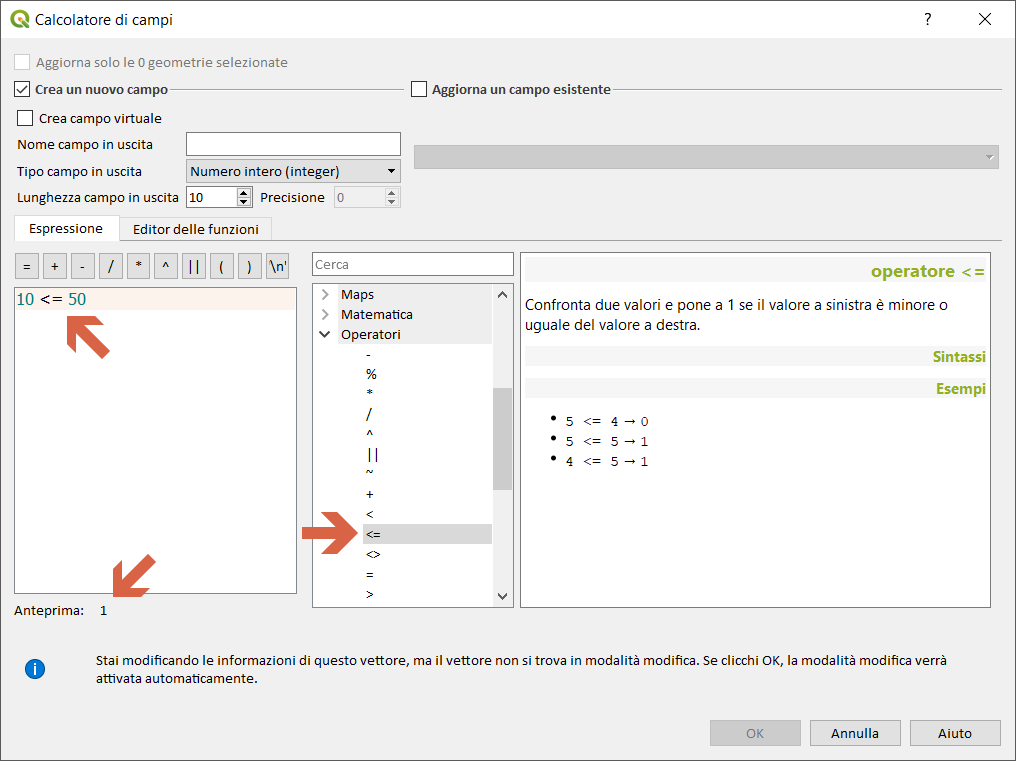 Calcolatore di campi
?
Aggiorna solo le 0 geometrie selezionate
Crea un nuovo campo
Aggiorna un campo esistente
Crea campo virtuale
Nome campo in uscita
Tipo campo in uscita Numero intero (integer)
Lunghezza campo in uscita 10 Precisione 0
Espressione Editor delle funzioni
= + - / * ^ || ( ) \n'
Cerca
10 <= 50
Maps
Matematica
Operatori
-
%
*
/
^
||
~
+
<
<=
<>
=
>
operatore <=
Confronta due valori e pone a 1 se il valore a sinistra è minore o
uguale del valore a destra.
Sintassi
Esempi
• 5 <= 4 → 0
• 5 <= 5 → 1
• 4 <= 5 → 1
Anteprima: 1
Stai modificando le informazioni di questo vettore, ma il vettore non si trova in modalità modifica. Se clicchi OK, la modalità modifica verrà
attivata automaticamente.
OK Annulla Aiuto